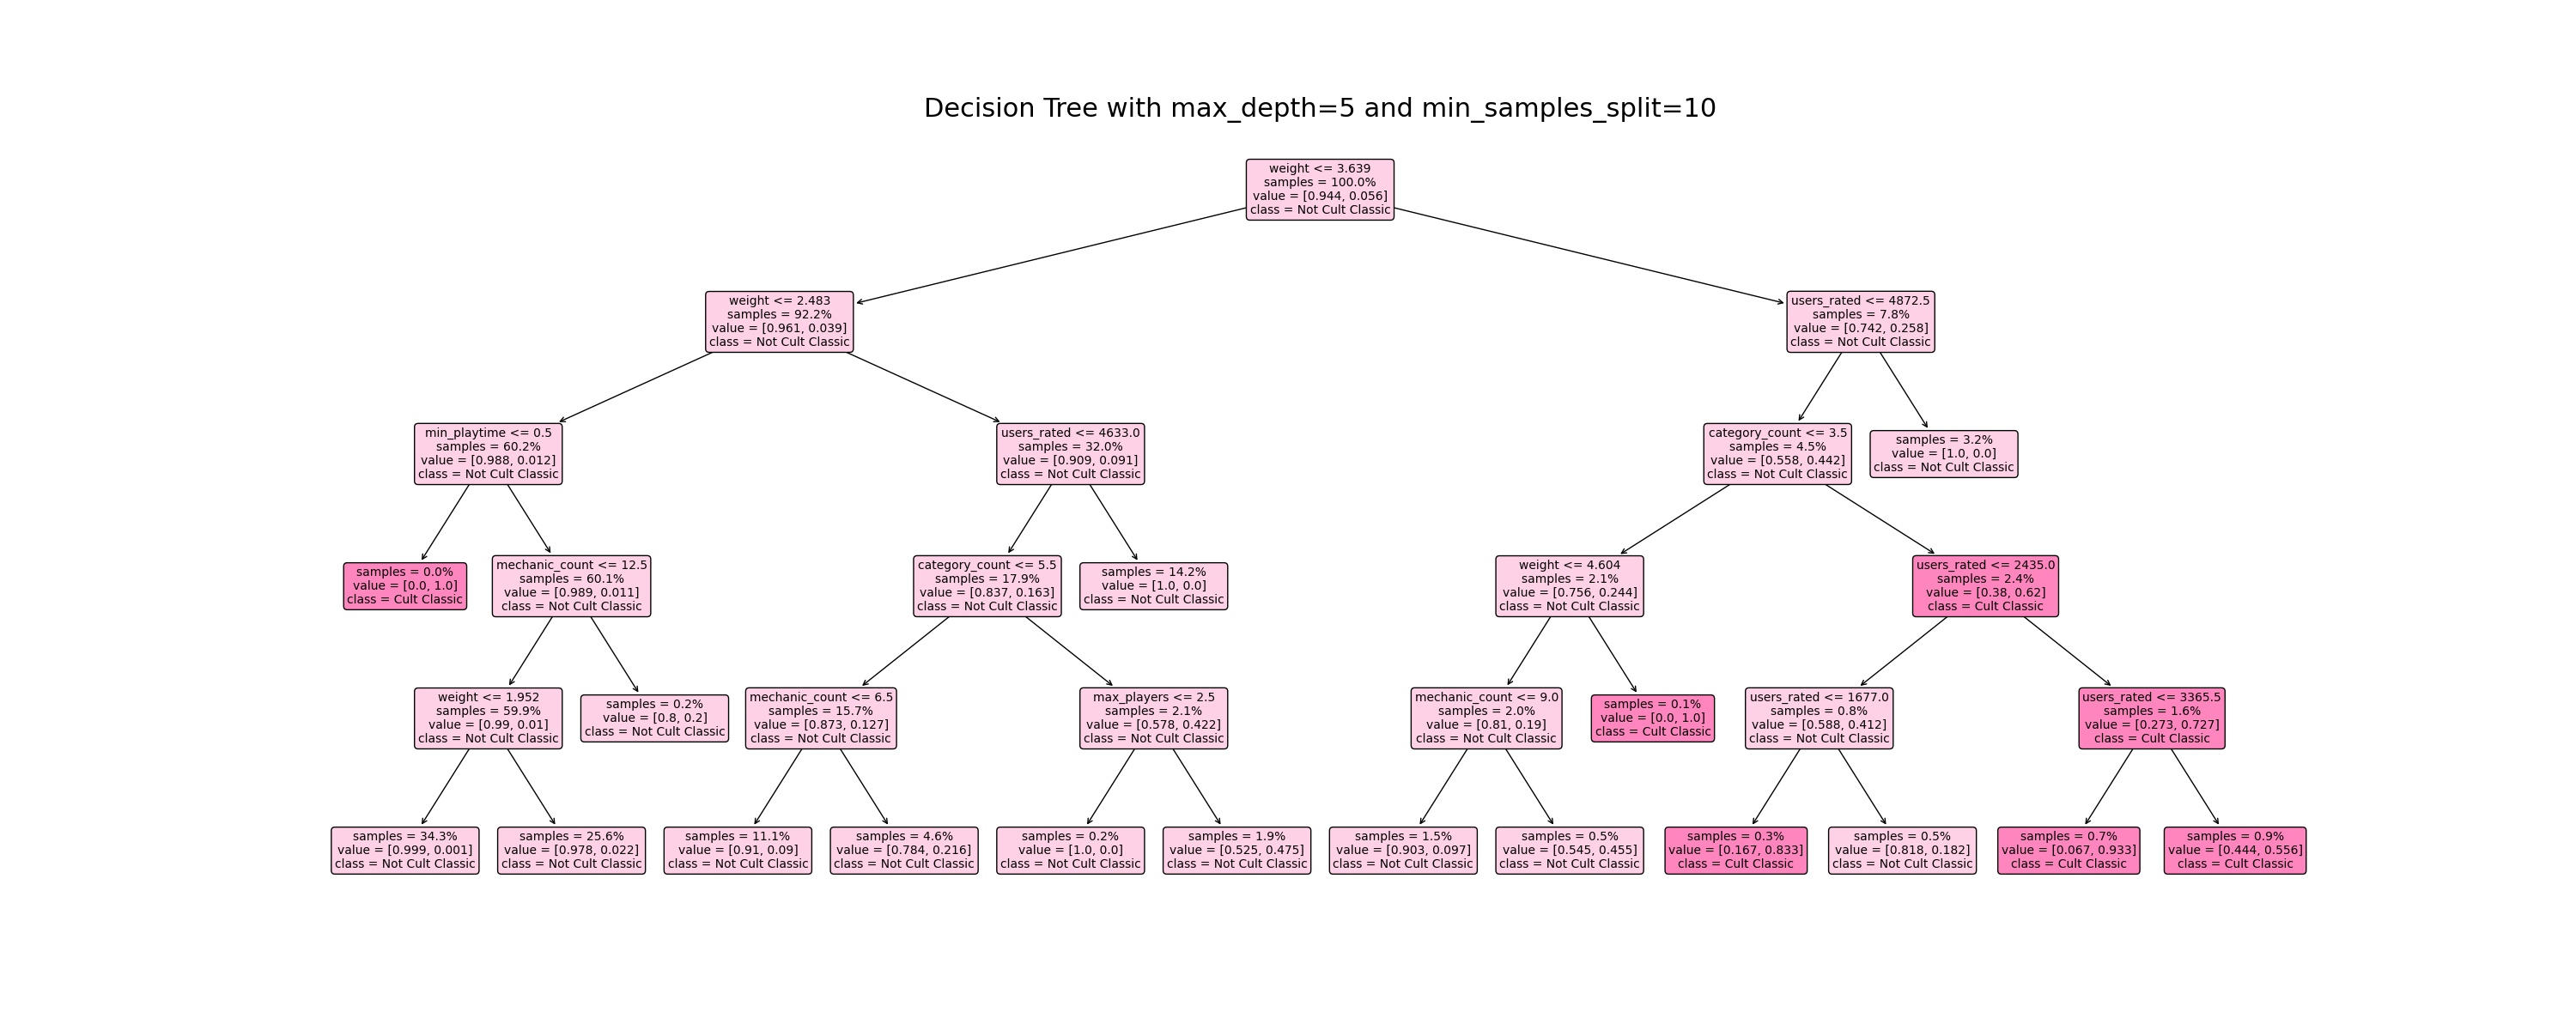 Decision Tree with max_depth=5 and min_samples_split=10
weight <= 3.639
samples = 100.0%
value = [0.944, 0.056]
class = Not Cult Classic
weight <= 2.483
samples = 92.2%
value = [0.961, 0.039]
class = Not Cult Classic
users_rated <= 4872.5
samples = 7.8%
value = [0.742, 0.258]
class = Not Cult Classic
min_playtime <= 0.5
samples = 60.2%
value = [0.988, 0.012]
class = Not Cult Classic
users_rated <= 4633.0
samples = 32.0%
value = [0.909, 0.091]
class = Not Cult Classic
category_count <= 3.5
samples = 4.5%
value = [0.558, 0.442]
class = Not Cult Classic
samples = 3.2%
value = [1.0, 0.0]
class = Not Cult Classic
samples = 0.0%
value = [0.0, 1.0]
class = Cult Classic
mechanic_count <= 12.5
samples = 60.1%
value = [0.989, 0.011]
class = Not Cult Classic
category_count <= 5.5
samples = 17.9%
value = [0.837, 0.163]
class = Not Cult Classic
samples = 14.2%
value = [1.0, 0.0]
class = Not Cult Classic
weight <= 4.604
samples = 2.1%
value = [0.756, 0.244]
class = Not Cult Classic
users_rated <= 2435.0
samples = 2.4%
value = [0.38, 0.62]
class = Cult Classic
weight <= 1.952
samples = 59.9%
value = [0.99, 0.01]
class = Not Cult Classic
samples = 0.2%
value = [0.8, 0.2]
class = Not Cult Classic
mechanic_count <= 6.5
samples = 15.7%
value = [0.873, 0.127]
class = Not Cult Classic
max_players <= 2.5
samples = 2.1%
value = [0.578, 0.422]
class = Not Cult Classic
mechanic_count <= 9.0
samples = 2.0%
value = [0.81, 0.19]
class = Not Cult Classic
samples = 0.1%
value = [0.0, 1.0]
class = Cult Classic
users_rated <= 1677.0
samples = 0.8%
value = [0.588, 0.412]
class = Not Cult Classic
users_rated <= 3365.5
samples = 1.6%
value = [0.273, 0.727]
class = Cult Classic
samples = 34.3%
value = [0.999, 0.001]
class = Not Cult Classic
samples = 25.6%
value = [0.978, 0.022]
class = Not Cult Classic
samples = 11.1%
value = [0.91, 0.09]
class = Not Cult Classic
samples = 4.6%
value = [0.784, 0.216]
class = Not Cult Classic
samples = 0.2%
value = [1.0, 0.0]
class = Not Cult Classic
samples = 1.9%
value = [0.525, 0.475]
class = Not Cult Classic
samples = 1.5%
value = [0.903, 0.097]
class = Not Cult Classic
samples = 0.5%
value = [0.545, 0.455]
class = Not Cult Classic
samples = 0.3%
value = [0.167, 0.833]
class = Cult Classic
samples = 0.5%
value = [0.818, 0.182]
class = Not Cult Classic
samples = 0.7%
value = [0.067, 0.933]
class = Cult Classic
samples = 0.9%
value = [0.444, 0.556]
class = Cult Classic